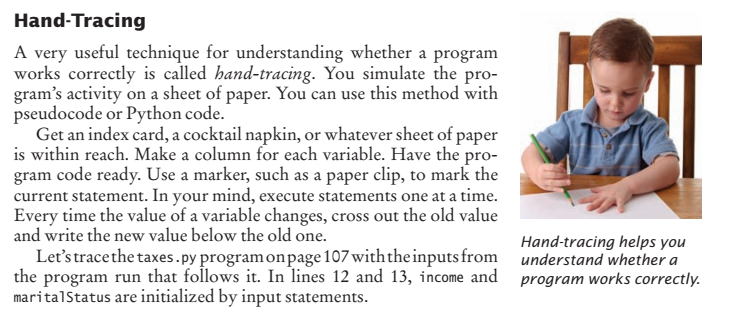 Hand-Tracing
A very useful technique for understanding whether a program
works correctly is called hand-tracing. You simulate the pro-
gram's activity on a sheet of paper. You can use this method with
pseudocode or Python code.
Get an index card, a cocktail napkin, or whatever sheet of paper
is within reach. Make a column for each variable. Have the pro-
gram code ready. Use a marker, such as a paper clip, to mark the
current statement. In your mind, execute statements one at a time.
Every time the value of a variable changes, cross out the old value
and write the new value below the old one.
Let's trace the taxes.py program on page 107 with the inputs from
the program run that follows it. In lines 12 and 13, income and
maritalStatus are initialized by input statements.
Hand-tracing helps you
understand whether a
program works correctly.